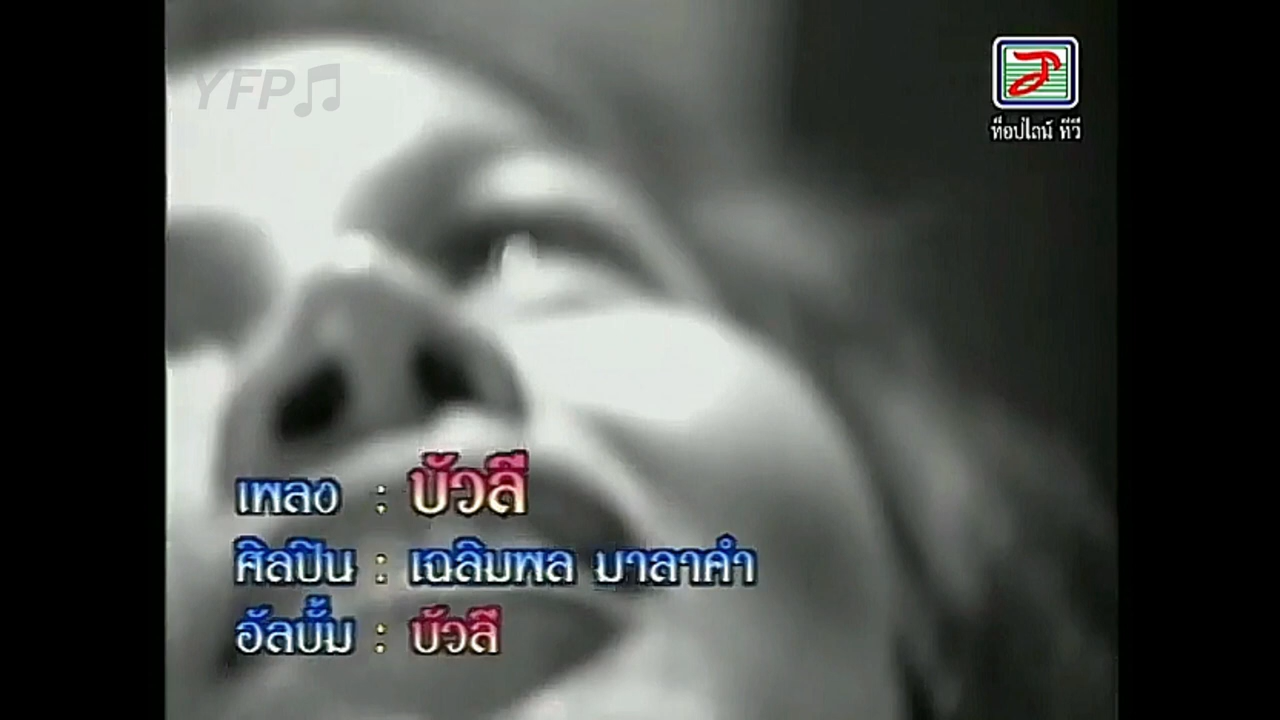 YFP
ท็อปไลน์ ทีวี
เพลง : บัวลี
ศิลปิน : เฉลิมพล มาลาคำ
อัลบั้ม : บัวลี